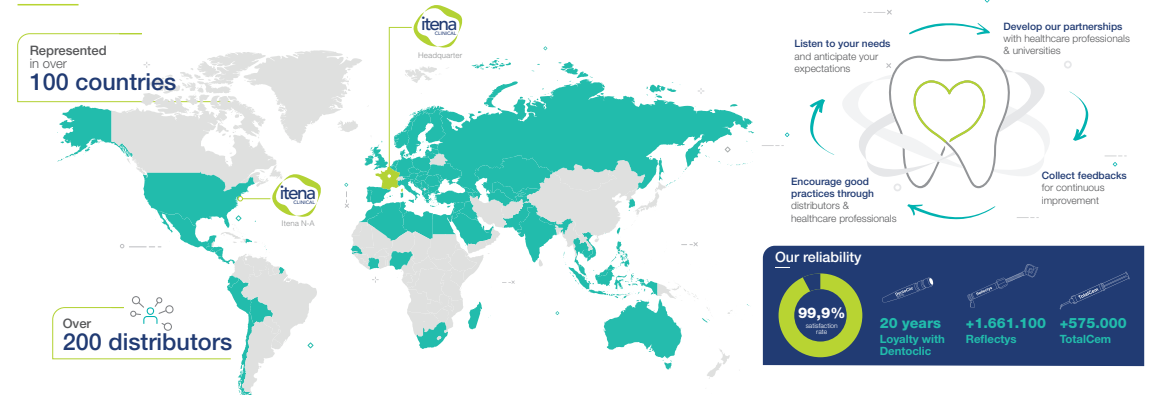 Represented
in over
100 countries
itena
CLINICAL
Headquarter
itena
CLINICAL
Itena N-A
Over
200 distributors
Listen to your needs
and anticipate your
expectations
Develop our partnerships
with healthcare professionals
& universities
Encourage good
practices through
distributors &
healthcare professionals
Collect feedbacks
for continuous
improvement
Our reliability
99,9%
satisfaction
rate
DentoClic
20 years
Loyalty with
Dentoclic
Reflectys
+1.661.100
Reflectys
TotalCem
+575.000
TotalCem